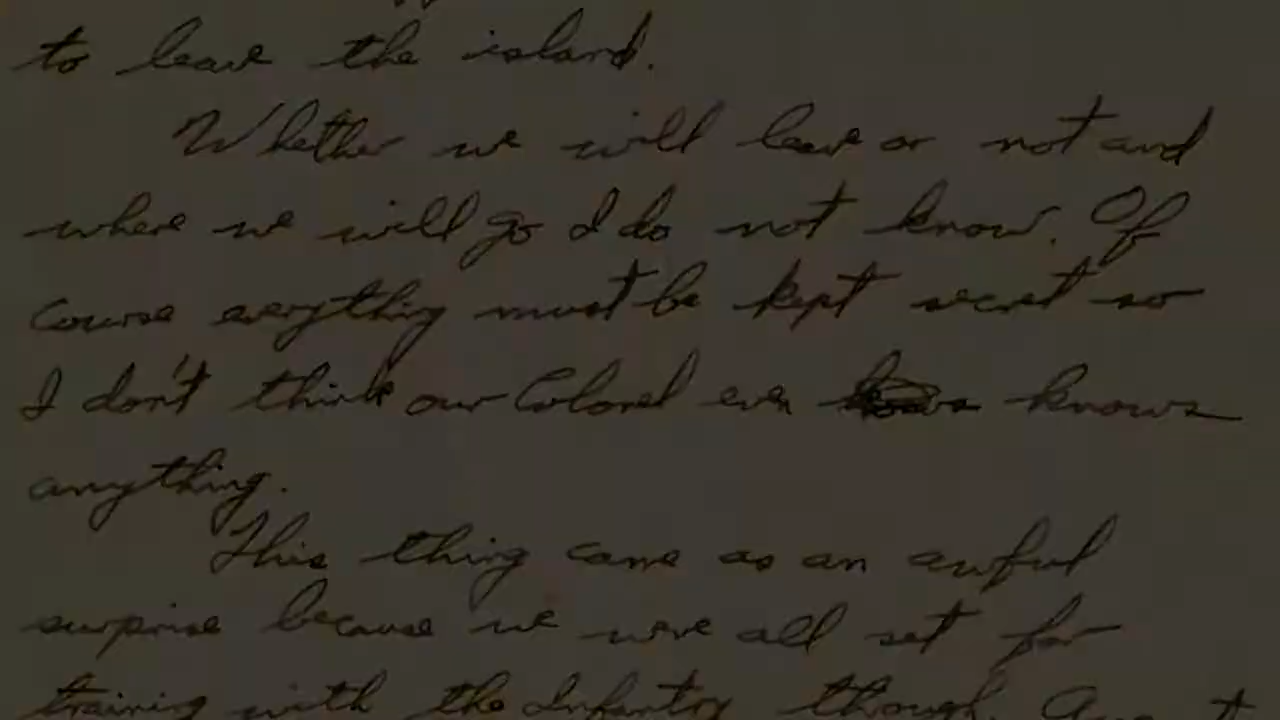 to leave the island.
Whether we will leave or not and
where we will go I do not know. Of
course everything must be kept secret so
I don't think our Colonel even knows
anything.
This thing came as an awful
surprise because we were all set for
training with the Infantry though.